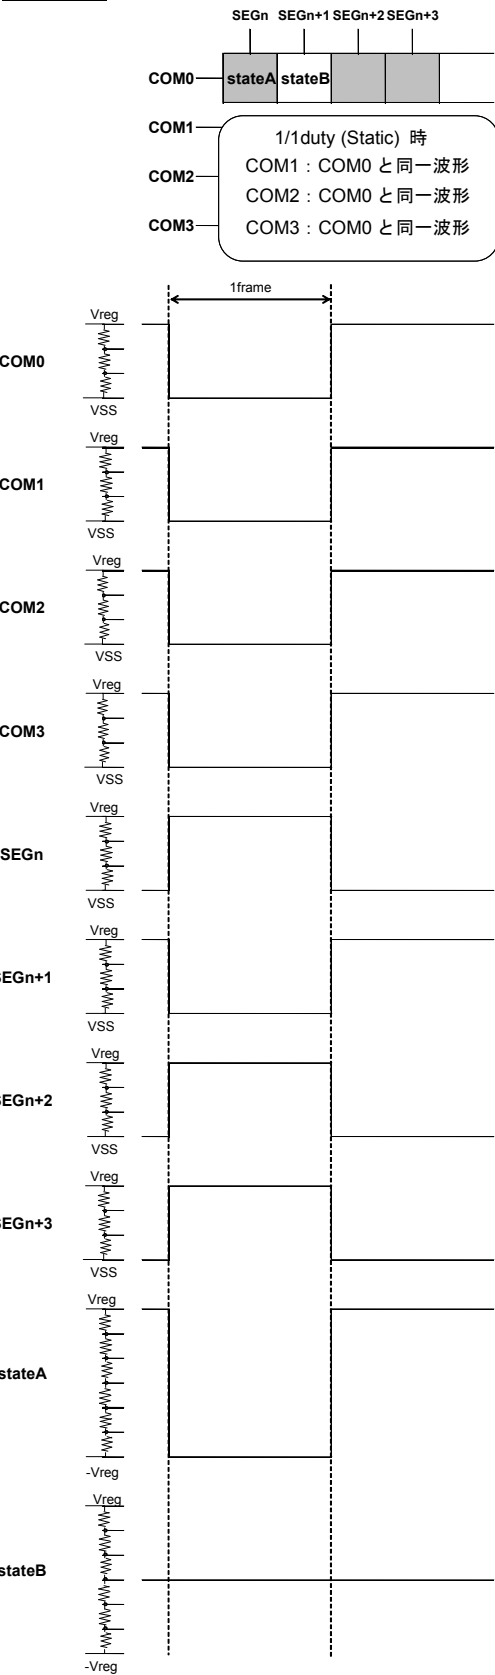 SEGn SEGn+1 SEGn+2 SEGn+3
COM0 stateA stateB
COM1
COM2
COM3
1/1duty (Static) 時
COM1：COM0 と同一波形
COM2：COM0 と同一波形
COM3：COM0 と同一波形
1frame
Vreg
COM0
VSS
Vreg
COM1
VSS
Vreg
COM2
VSS
Vreg
COM3
VSS
Vreg
SEGn
VSS
Vreg
SEGn+1
VSS
Vreg
SEGn+2
VSS
Vreg
SEGn+3
VSS
Vreg
stateA
-Vreg
Vreg
stateB
-Vreg